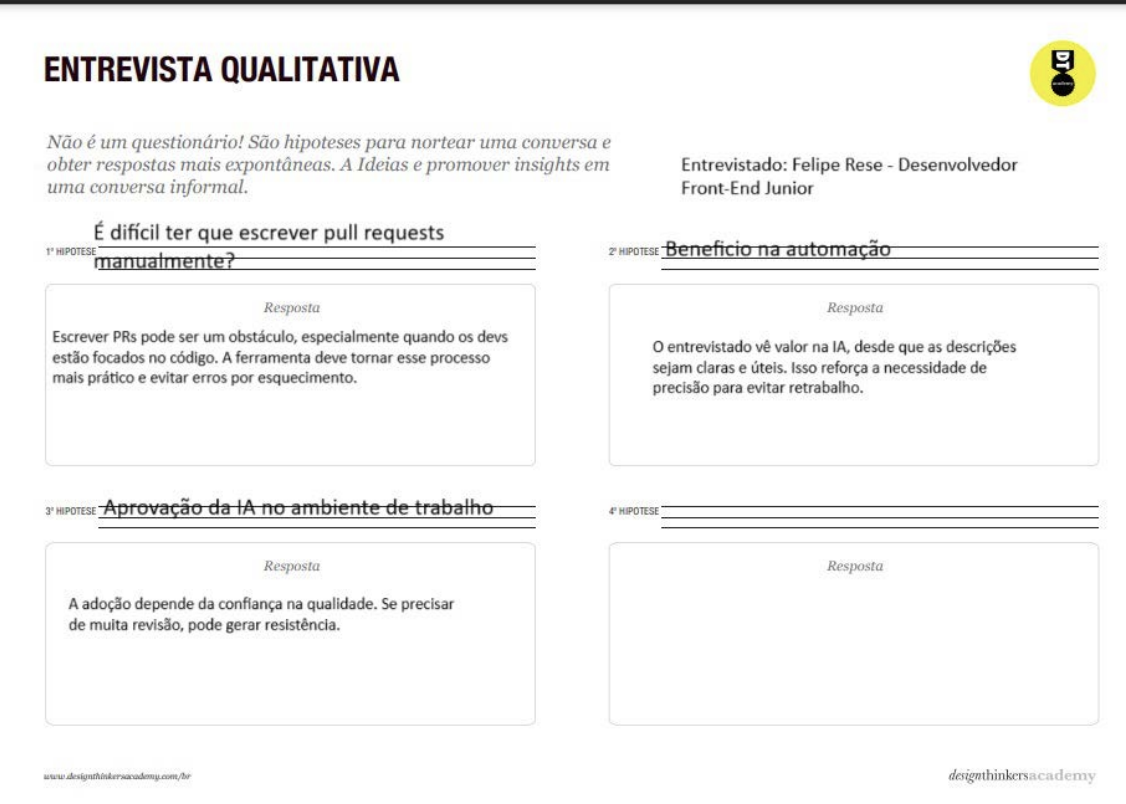 ENTREVISTA QUALITATIVA
DT
academy
Não é um questionário! São hipoteses para nortear uma conversa e
obter respostas mais expontâneas. A Ideias e promover insights em
uma conversa informal.
Entrevistado: Felipe Rese - Desenvolvedor
Front-End Junior
1ª HIPOTESE
É difícil ter que escrever pull requests
manualmente?
Resposta
Escrever PRs pode ser um obstáculo, especialmente quando os devs
estão focados no código. A ferramenta deve tornar esse processo
mais prático e evitar erros por esquecimento.
2ª HIPOTESE Beneficio na automação
Resposta
O entrevistado vê valor na IA, desde que as descrições
sejam claras e úteis. Isso reforça a necessidade de
precisão para evitar retrabalho.
3ª HIPOTESE Aprovação da IA no ambiente de trabalho
Resposta
A adoção depende da confiança na qualidade. Se precisar
de muita revisão, pode gerar resistência.
4ª HIPOTESE
Resposta
www.designthinkersacademy.com/br
designthinkersacademy